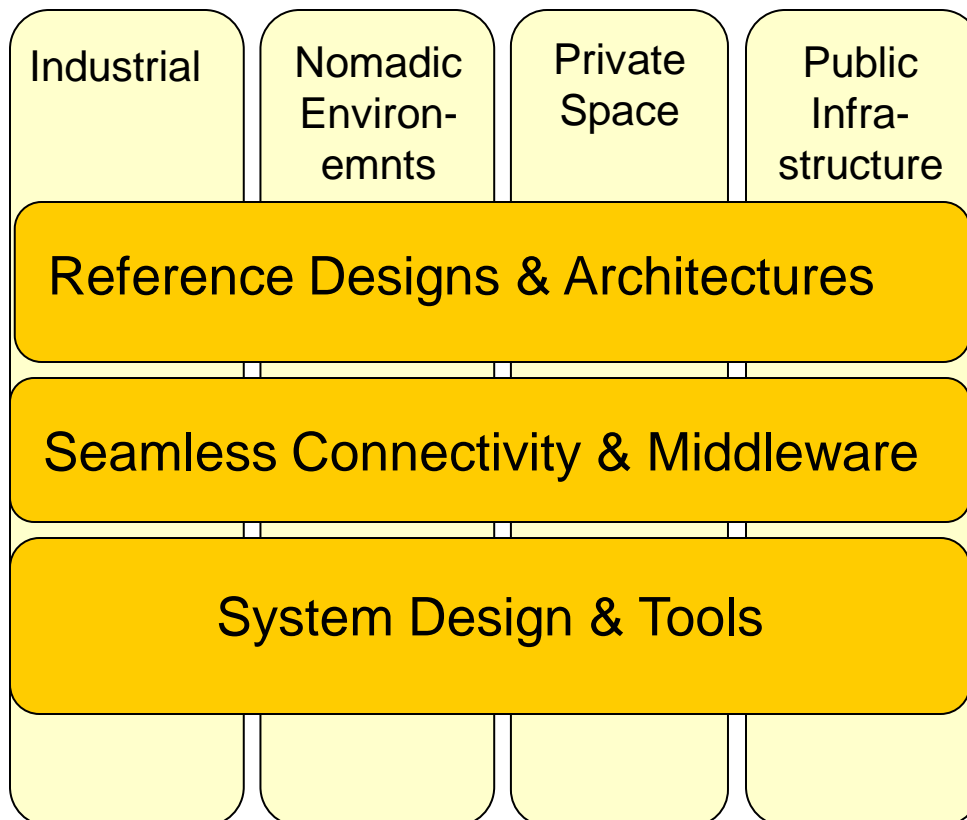 Industrial
Nomadic
Environ-
emnts
Private
Space
Public
Infra-
structure
Reference Designs & Architectures
Seamless Connectivity & Middleware
System Design & Tools